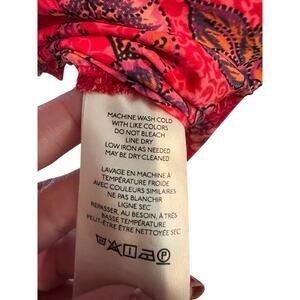 MACHINE WASH COLD
WITH LIKE COLORS
DO NOT BLEACH
LINE DRY
LOW IRON AS NEEDED
MAY BE DRY CLEANED
LAVAGE EN MACHINE À
TEMPÉRATURE FROIDE
AVEC COULEURS SIMILAIRES
NE PAS BLANCHIR
LIGNE SEC
REPASSER, AU BESOIN, À TRÈS
BASSE TEMPÉRATURE
PEUT-ÊTRE ÊTRE NETTOYÉE SEC